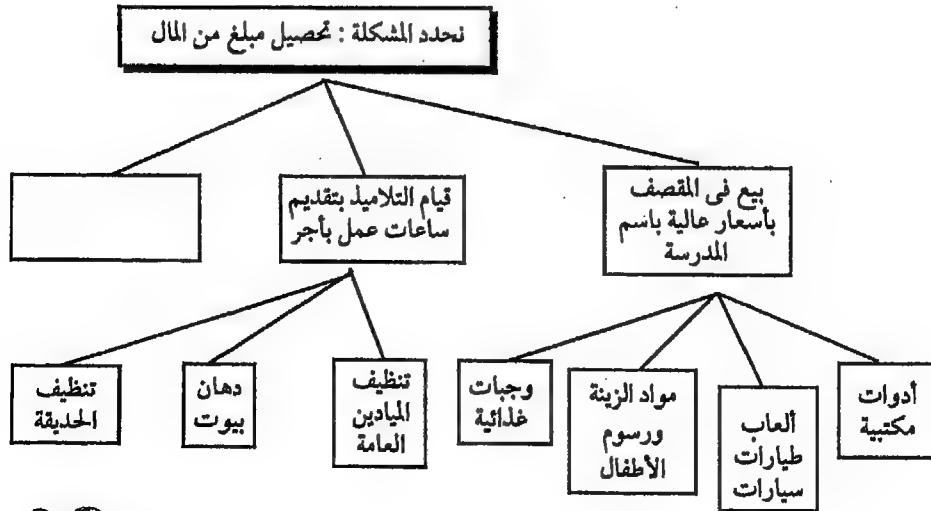 نحدد المشكلة : تحصيل مبلغ من المال
بيع فى المقصف
بأسعار عالية باسم
المدرسة
قيام التلاميذ بتقديم
ساعات عمل بأجر
أدوات
مكتبية
ألعاب
طيارات
سيارات
مواد الزينة
ورسوم
الأطفال
وجبات
غذائية
تنظيف
الميادين
العامة
دهان
بيوت
تنظيف
الحديقة